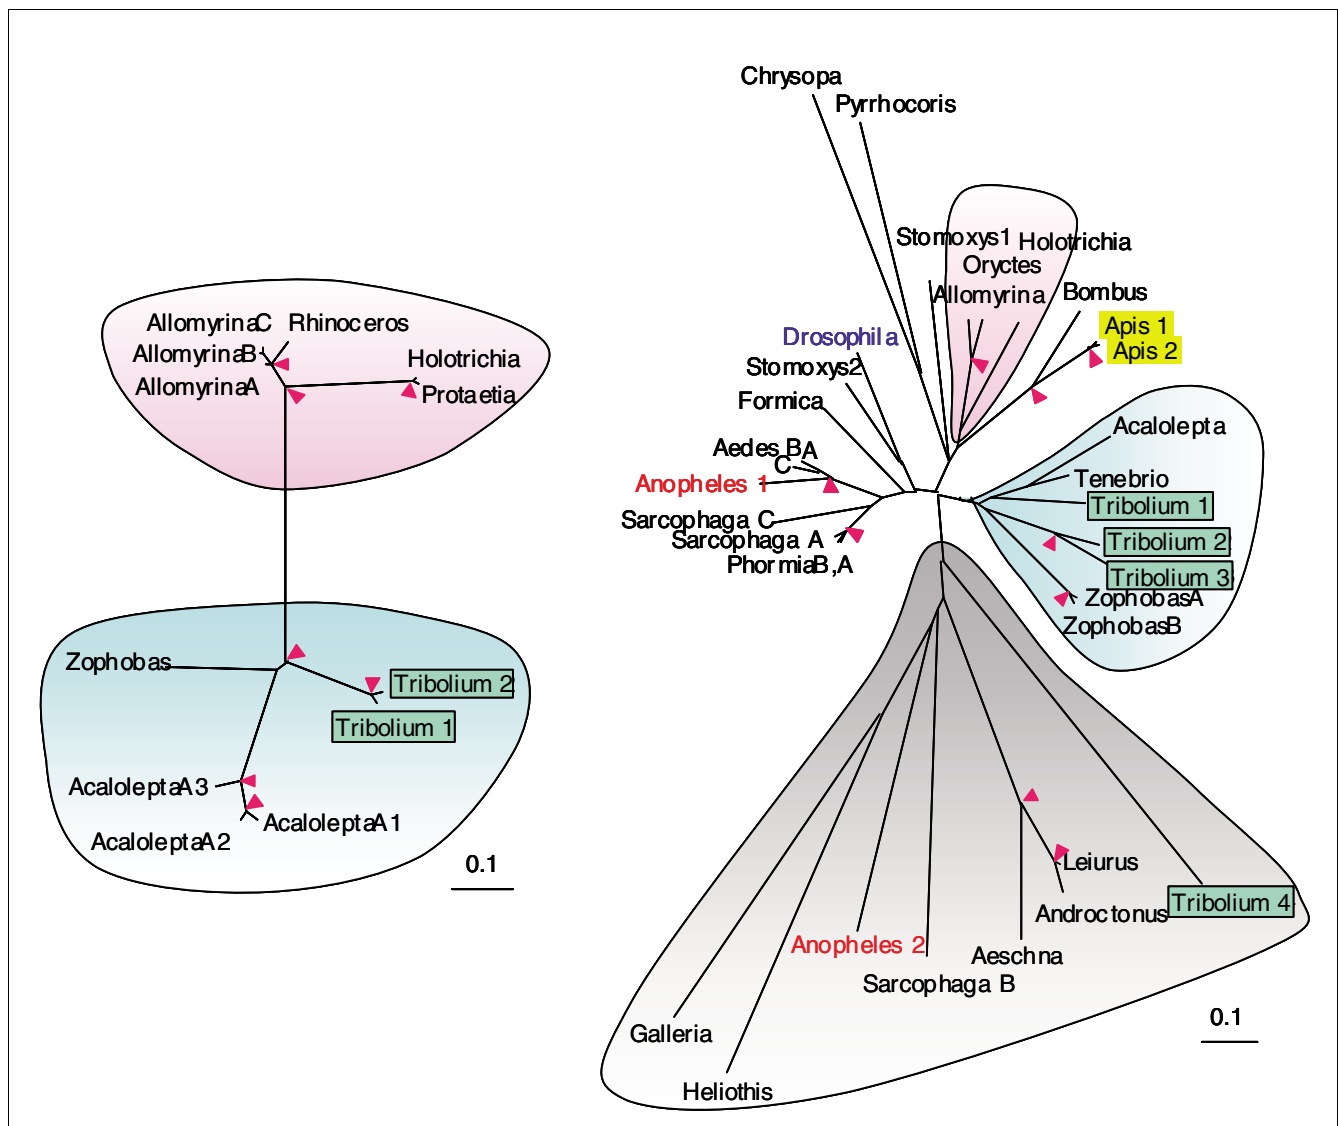 AllomyrinaC
Rhinoceros
AllomyrinaB
AllomyrinaA
Holotrichia
Protaetia
Zophobas
Tribolium 2
Tribolium 1
AcaloleptaA3
AcaloleptaA1
AcaloleptaA2
0.1
Chrysopa
Pyrrhocoris
Stomoxys1
Holotrichia
Oryctes
Allomyrina
Bombus
Apis 1
Apis 2
Drosophila
Stomoxys2
Formica
Aedes B
A
C
Anopheles 1
Sarcophaga C
Sarcophaga A
PhormiaB,A
Acalolepta
Tenebrio
Tribolium 1
Tribolium 2
Tribolium 3
ZophobasA
ZophobasB
Leiurus
Androctonus
Tribolium 4
Anopheles 2
Aeschna
Sarcophaga B
Galleria
Heliothis
0.1